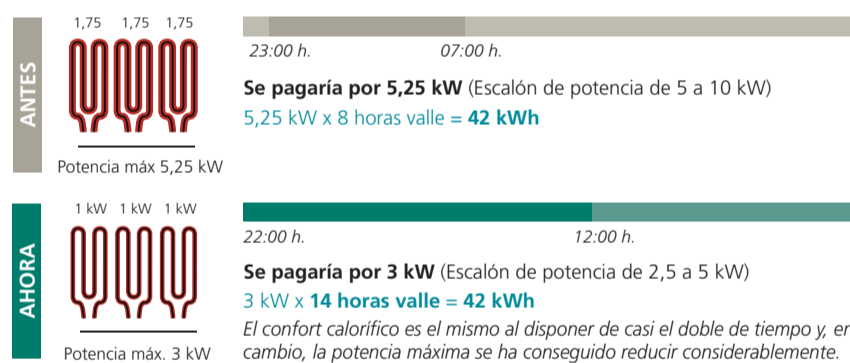 ANTES
1,75 1,75 1,75
Potencia máx 5,25 kW
23:00 h. 07:00 h.
Se pagaría por 5,25 kW (Escalón de potencia de 5 a 10 kW)
5,25 kW x 8 horas valle = 42 kWh
AHORA
1 kW 1 kW 1 kW
Potencia máx. 3 kW
22:00 h. 12:00 h.
Se pagaría por 3 kW (Escalón de potencia de 2,5 a 5 kW)
3 kW x 14 horas valle = 42 kWh
El confort calorífico es el mismo al disponer de casi el doble de tiempo y, en
cambio, la potencia máxima se ha conseguido reducir considerablemente.